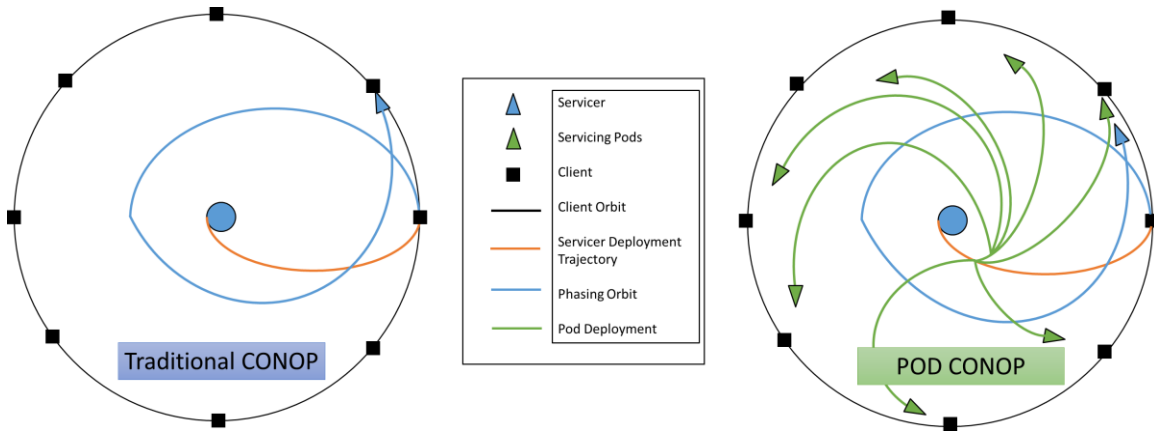 Servicer
Servicing Pods
Client
Client Orbit
Servicer Deployment
Trajectory
Phasing Orbit
Pod Deployment
Traditional CONOP
POD CONOP